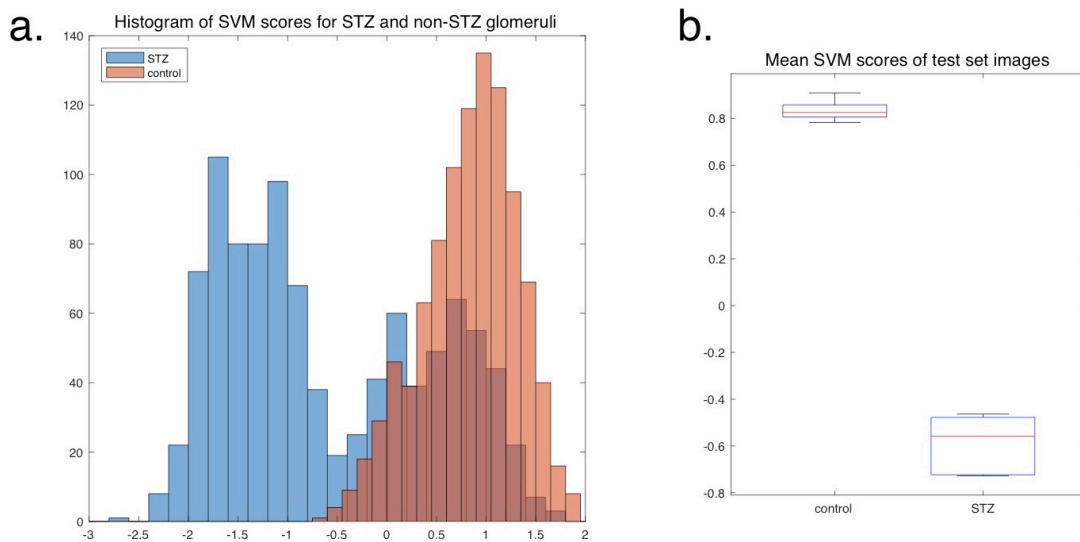 a.
Histogram of SVM scores for STZ and non-STZ glomeruli
STZ
control
140
120
100
80
60
40
20
0
-3 -2.5 -2 -1.5 -1 -0.5 0 0.5 1 1.5 2
b.
Mean SVM scores of test set images
0.8
0.6
0.4
0.2
0
-0.2
-0.4
-0.6
-0.8
control STZ